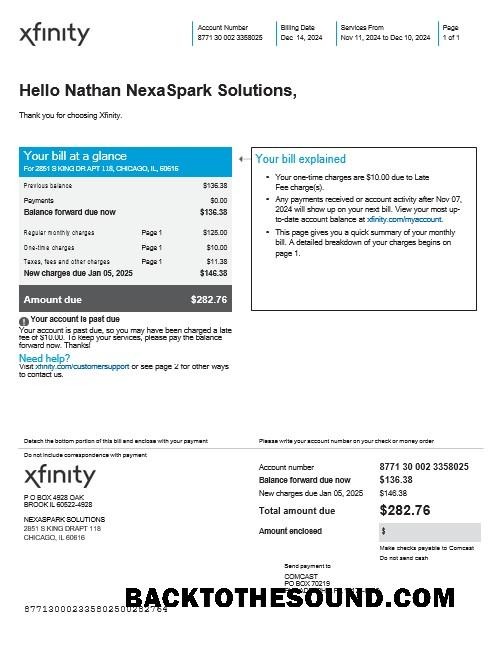 xfinity
Account Number
8771 30 002 3358025
Billing Date
Dec 14, 2024
Services From
Nov 11, 2024 to Dec 10, 2024
Page
1 of 1
Hello Nathan NexaSpark Solutions,
Thank you for choosing Xfinity.
Your bill at a glance
For 2851 S KING DR APT 118, CHICAGO, IL, 60616
Previous balance $136.38
Payments $0.00
Balance forward due now $136.38
Regular monthly charges Page 1 $125.00
One-time charges Page 1 $10.00
Taxes, fees and other charges Page 1 $11.38
New charges due Jan 05, 2025 $146.38
Amount due $282.76
Your account is past due
Your account is past due, so you may have been charged a late
fee of $10.00. To keep your services, please pay the balance
forward now. Thanks!
Need help?
Visit xfinity.com/customersupport or see page 2 for other ways
to contact us.
Your bill explained
• Your one-time charges are $10.00 due to Late
Fee charge(s).
• Any payments received or account activity after Nov 07,
2024 will show up on your next bill. View your most up-
to-date account balance at xfinity.com/myaccount.
• This page gives you a quick summary of your monthly
bill. A detailed breakdown of your charges begins on
page 1.
Detach the bottom portion of this bill and enclose with your payment
Please write your account number on your check or money order
Do not include correspondence with payment
xfinity
P O BOX 4928 OAK
BROOK IL 60522-4928
NEXASPARK SOLUTIONS
2851 S KING DRAPT 118
CHICAGO, IL 60616
Account number 8771 30 002 3358025
Balance forward due now $136.38
New charges due Jan 05, 2025 $146.38
Total amount due $282.76
Amount enclosed $
Make checks payable to Comcast
Do not send cash
Send payment to
COMCAST
PO BOX 70219
BACKTOTHESOUND.COM